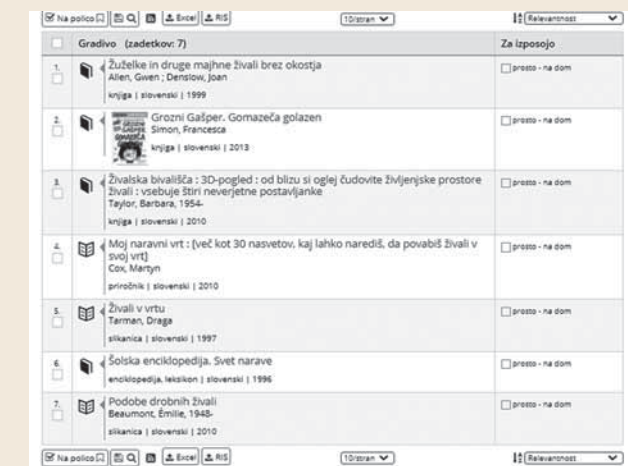 Na polico Excel RIS 10/stran Relevantnost
Gradivo (zadetkov: 7) Za izposojo
1. Žuželke in druge majhne živali brez okostja
Allen, Gwen ; Denslow, Joan
knjiga | slovenski | 1999
prosto - na dom
2. Grozni Gašper. Gomazeča golazen
Simon, Francesca
knjiga | slovenski | 2013
prosto - na dom
3. Živalska bivališča : 3D-pogled : od blizu si oglej čudovite življenjske prostore
živali : vsebuje štiri neverjetne postavljanke
Taylor, Barbara, 1954-
knjiga | slovenski | 2010
prosto - na dom
4. Moj naravni vrt : [več kot 30 nasvetov, kaj lahko narediš, da povabiš živali v
svoj vrt]
Cox, Martyn
priročnik | slovenski | 2010
prosto - na dom
5. Živali v vrtu
Tarman, Draga
slikanica | slovenski | 1997
prosto - na dom
6. Šolska enciklopedija. Svet narave
enciklopedija, leksikon | slovenski | 1996
prosto - na dom
7. Podobe drobnih živali
Beaumont, Émilie, 1948-
slikanica | slovenski | 2010
prosto - na dom
Na polico Excel RIS 10/stran Relevantnost